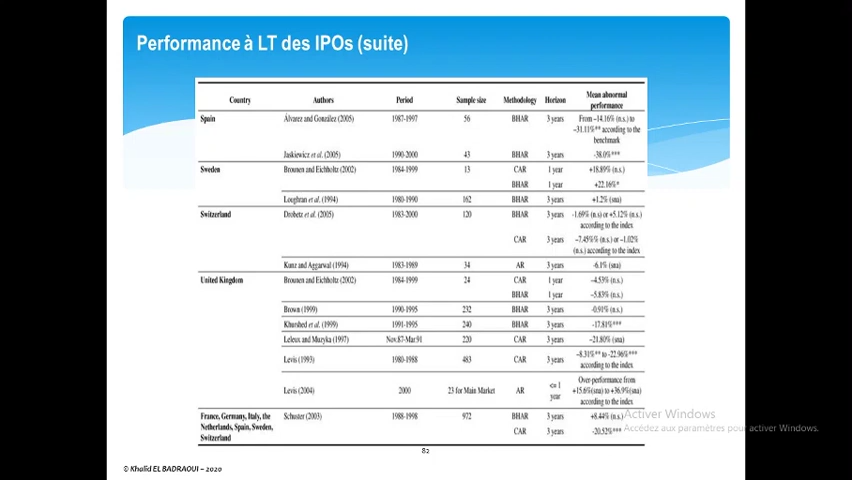 Performance à LT des IPOs (suite)
Country Authors Period Sample size Methodology Horizon Mean abnormal performance
Spain Álvarez and González (2005) 1987-1997 56 BHAR 3 years From –14.16% (n.s.) to
–31.11%** according to the
benchmark
Jaskiewicz et al. (2005) 1990-2000 43 BHAR 3 years -38.0%***
Sweden Brounen and Eichholtz (2002) 1984-1999 13 CAR 1 year +18.89% (n.s.)
BHAR 1 year +22.16%*
Loughran et al. (1994) 1980-1990 162 BHAR 3 years +1.2% (sna)
Switzerland Drobetz et al. (2005) 1983-2000 120 BHAR 3 years -1.69% (n.s) or +5.12% (n.s.)
according to the index
CAR 3 years –7.45%% (n.s.) or –1.02%
(n.s.) according to the index
Kunz and Aggarwal (1994) 1983-1989 34 AR 3 years -6.1% (sna)
United Kingdom Brounen and Eichholtz (2002) 1984-1999 24 CAR 1 year –4.53% (n.s.)
BHAR 1 year –5.83% (n.s.)
Brown (1999) 1990-1995 232 BHAR 3 years -0.91% (n.s.)
Khurshed et al. (1999) 1991-1995 240 BHAR 3 years -17.81%***
Leleux and Muzyka (1997) Nov.87-Mar.91 220 CAR 3 years –21.80% (sna)
Levis (1993) 1980-1988 483 CAR 3 years –8.31%** to -22.96%***
according to the index
Levis (2004) 2000 23 for Main Market AR <= 1 year Over-performance from
+15.6%(sna) to +36.9%(sna)
according to the index
France, Germany, Italy, the Schuster (2003) 1988-1998 972 BHAR 3 years +8.44% (n.s.)
Netherlands, Spain, Sweden, CAR 3 years -20.52%***
Switzerland
Activer Windows
Accédez aux paramètres pour activer Windows.
82
© Khalid EL BADRAOUI – 2020